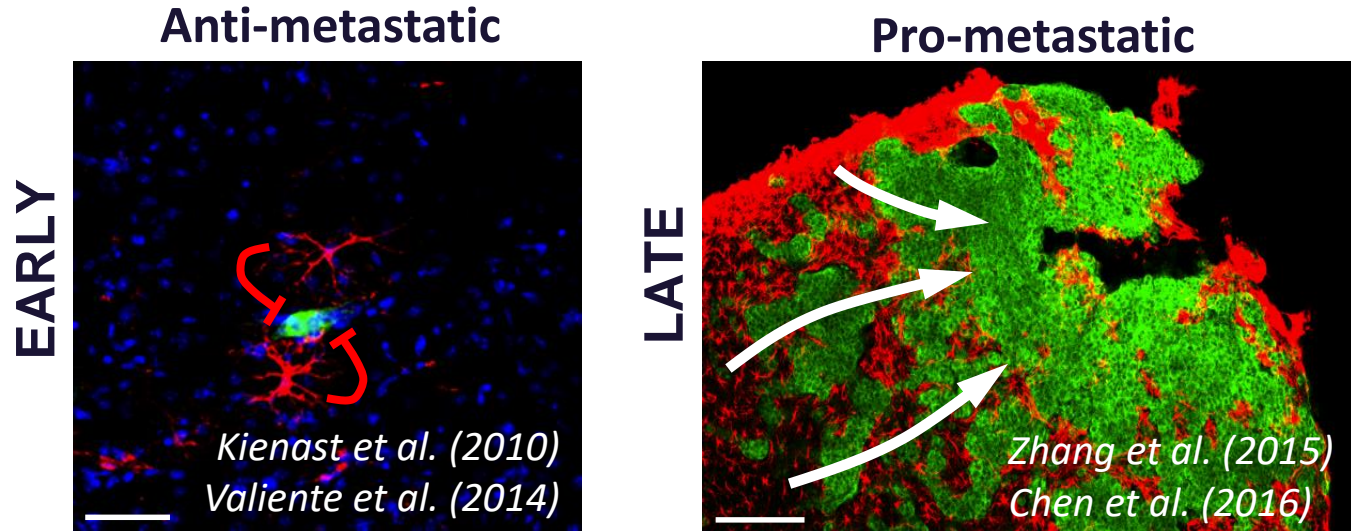 Anti-metastatic
EARLY
Kienast et al. (2010)
Valiente et al. (2014)
Pro-metastatic
LATE
Zhang et al. (2015)
Chen et al. (2016)